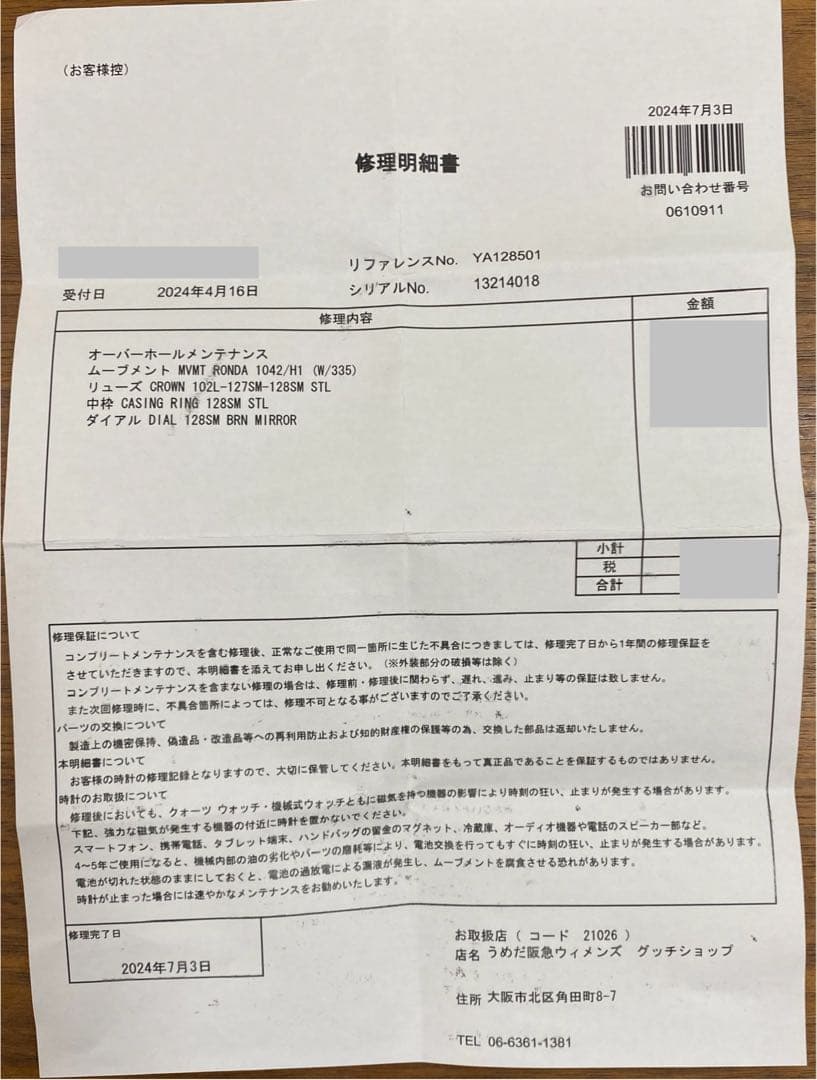 （お客様控）
2024年7月3日
修理明細書
お問い合わせ番号
0610911
リファレンスNo. YA128501
受付日 2024年4月16日
シリアルNo. 13214018
修理内容
金額
オーバーホールメンテナンス
ムーブメント MVMT RONDA 1042/H1 (W/335)
リューズ CROWN 102L-127SM-128SM STL
中枠 CASING RING 128SM STL
ダイアル DIAL 128SM BRN MIRROR
小計
税
合計
修理保証について
コンプリートメンテナンスを含む修理後、正常なご使用で同一箇所に生じた不具合につきましては、修理完了日から1年間の修理保証を
させていただきますので、本明細書を添えてお申し出ください。（※外装部分の破損等は除く）
コンプリートメンテナンスを含まない修理の場合は、修理前・修理後に関わらず、遅れ、進み、止まり等の保証は致しません。
また次回修理時に、不具合箇所によっては、修理不可となる事がございますのでご了承ください。
パーツの交換について
製造上の機密保持、偽造品・改造品等への再利用防止および知的財産権の保護等の為、交換した部品は返却いたしません。
本明細書について
お客様の時計の修理記録となりますので、大切に保管してください。本明細書をもって真正品であることを保証するものではありません。
時計のお取扱について
修理後においても、クォーツ ウォッチ・機械式ウォッチともに磁気を持つ機器の影響により時刻の狂い、止まりが発生する場合があります。
下記、強力な磁気が発生する機器の付近に時計を置かないでください。
スマートフォン、携帯電話、タブレット端末、ハンドバッグの留金のマグネット、冷蔵庫、オーディオ機器や電話のスピーカー部など。
4～5年ご使用になると、機械内部の油の劣化やパーツの磨耗等により、電池交換を行ってもすぐに時刻の狂い、止まりが発生する場合があります。
電池が切れた状態のままにしておくと、電池の過放電による漏液が発生し、ムーブメントを腐食させる恐れがあります。
時計が止まった場合には速やかなメンテナンスをお勧めいたします。
修理完了日
2024年7月3日
お取扱店（ コード 21026 ）
店名 うめだ阪急ウィメンズ グッチショップ
住所 大阪市北区角田町8-7
TEL 06-6361-1381